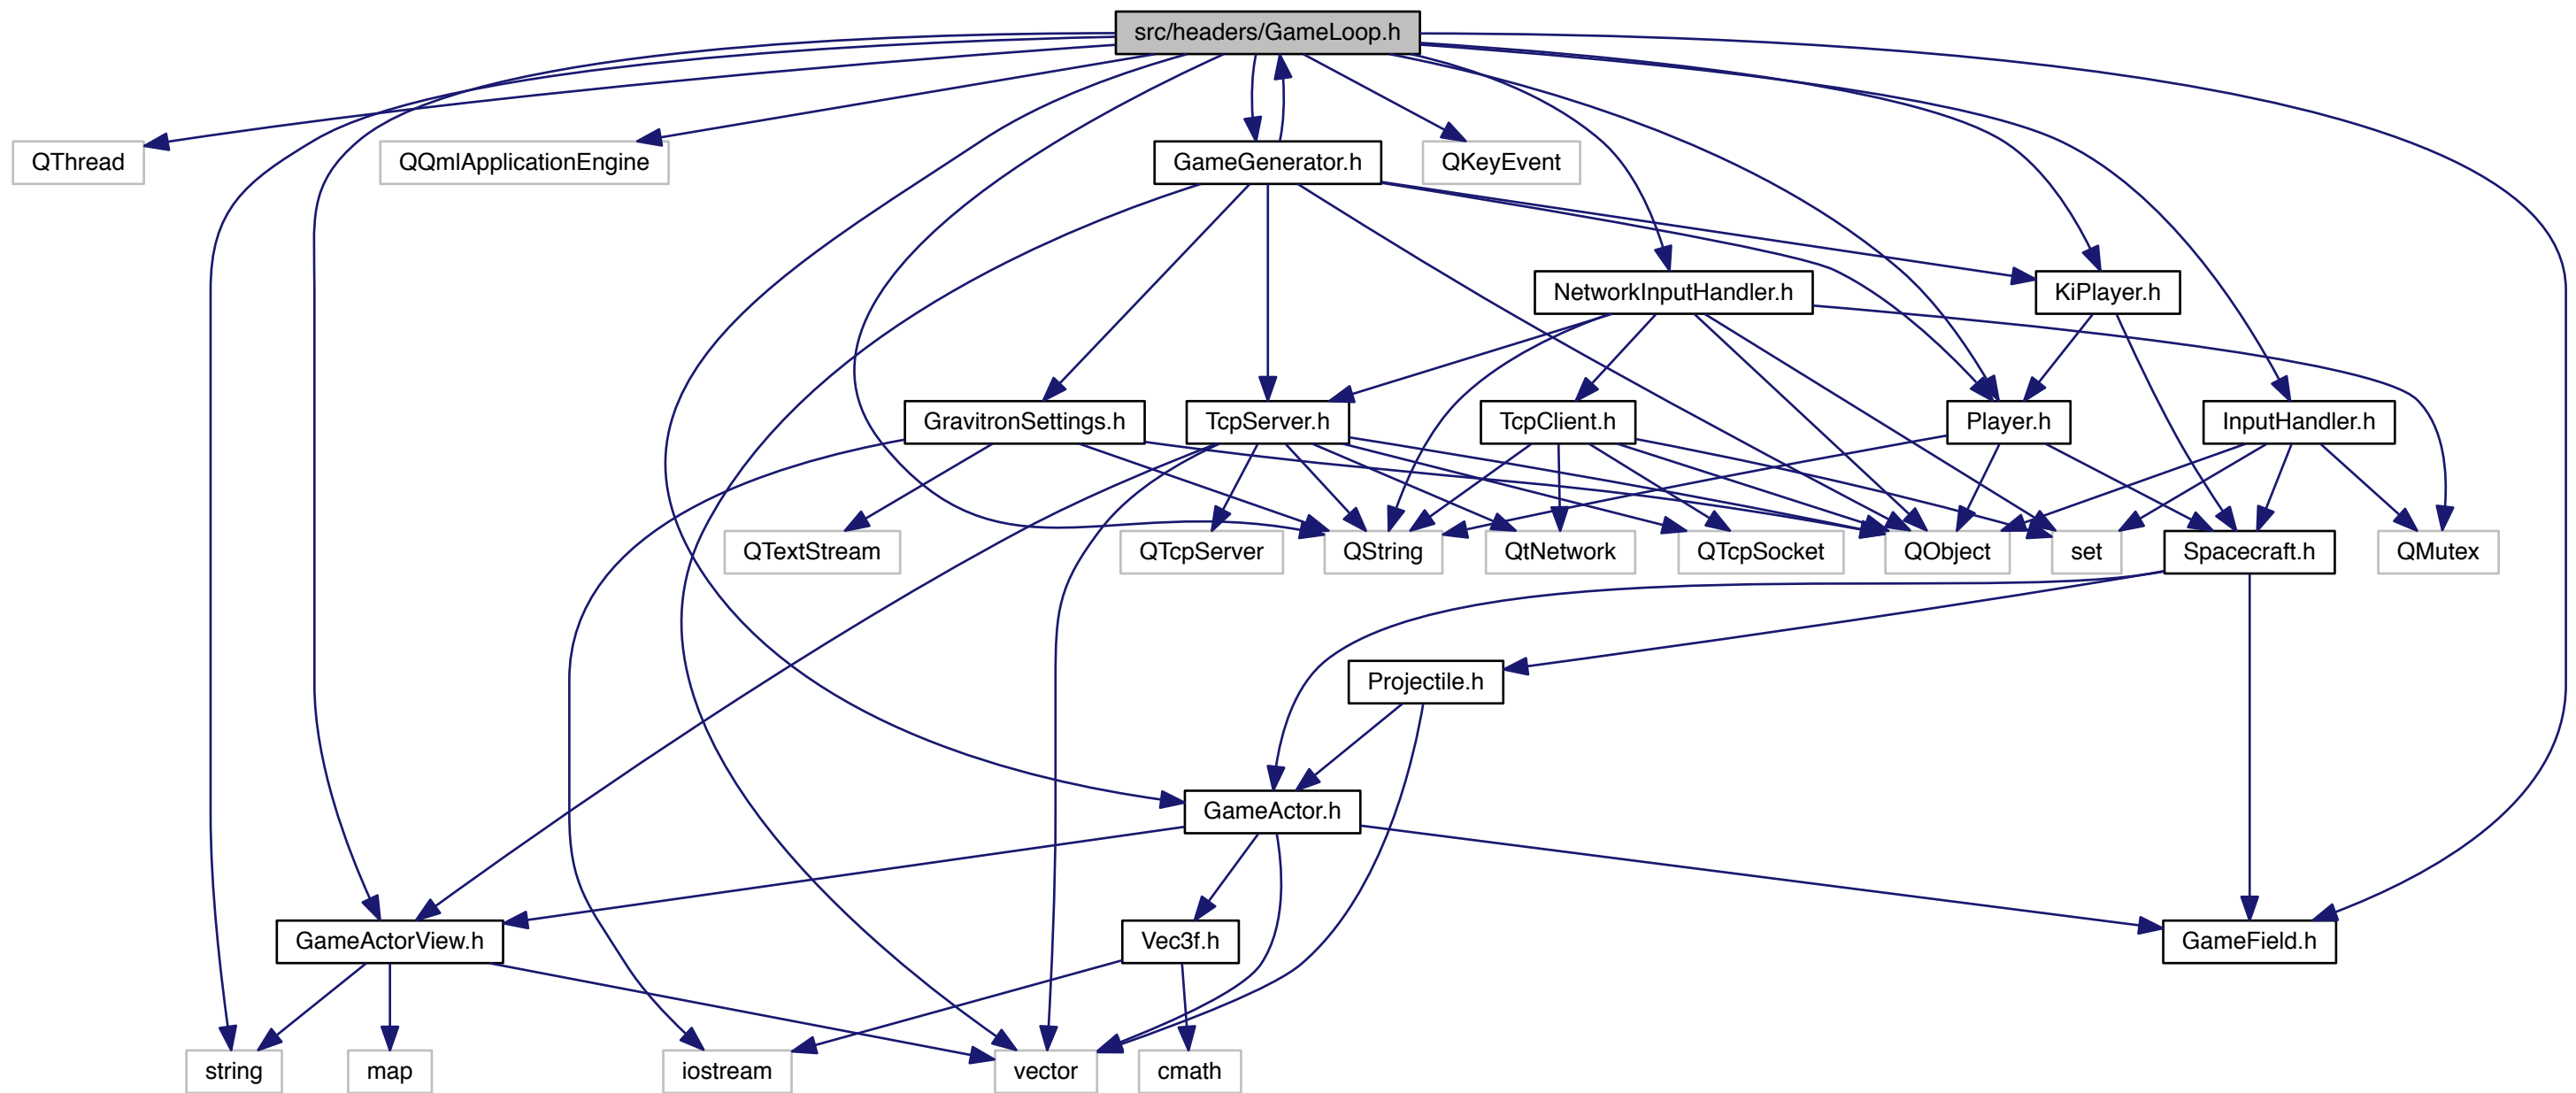 src/headers/GameLoop.h
QThread
QQmlApplicationEngine
GameGenerator.h
QKeyEvent
NetworkInputHandler.h
KiPlayer.h
GravitronSettings.h
TcpServer.h
TcpClient.h
Player.h
InputHandler.h
QTextStream
QTcpServer
QString
QtNetwork
QTcpSocket
QObject
set
Spacecraft.h
QMutex
Projectile.h
GameActor.h
GameActorView.h
Vec3f.h
GameField.h
string
map
iostream
vector
cmath